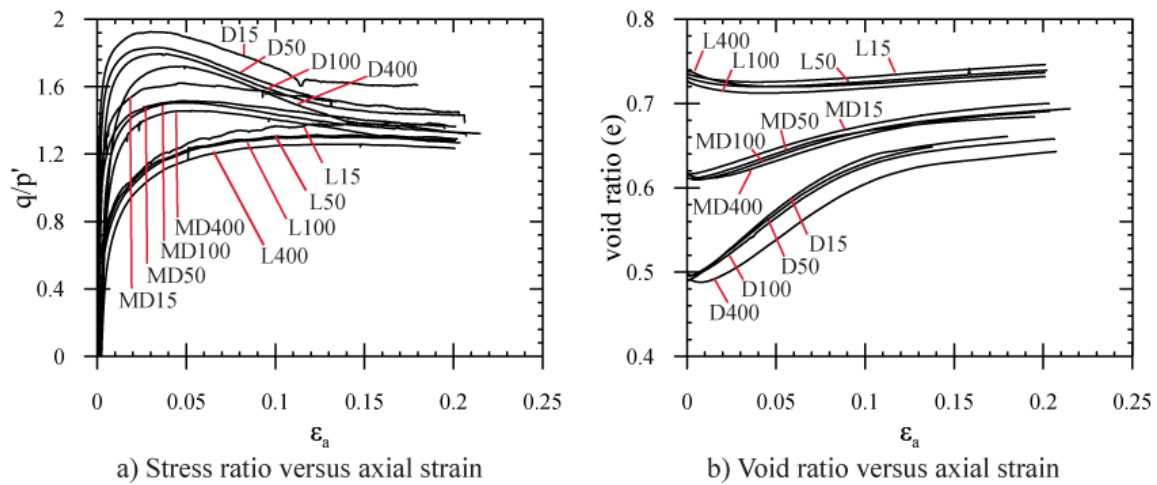 2
1.6
1.2
0.8
0.4
0
q/p'
D15
D50
D100
D400
L15
L50
L100
L400
MD400
MD100
MD50
MD15
0 0.05 0.1 0.15 0.2 0.25
εa
a) Stress ratio versus axial strain
0.8
0.7
0.6
0.5
0.4
void ratio (e)
L400
L100
L50
L15
MD15
MD50
MD100
MD400
D15
D50
D100
D400
0 0.05 0.1 0.15 0.2 0.25
εa
b) Void ratio versus axial strain